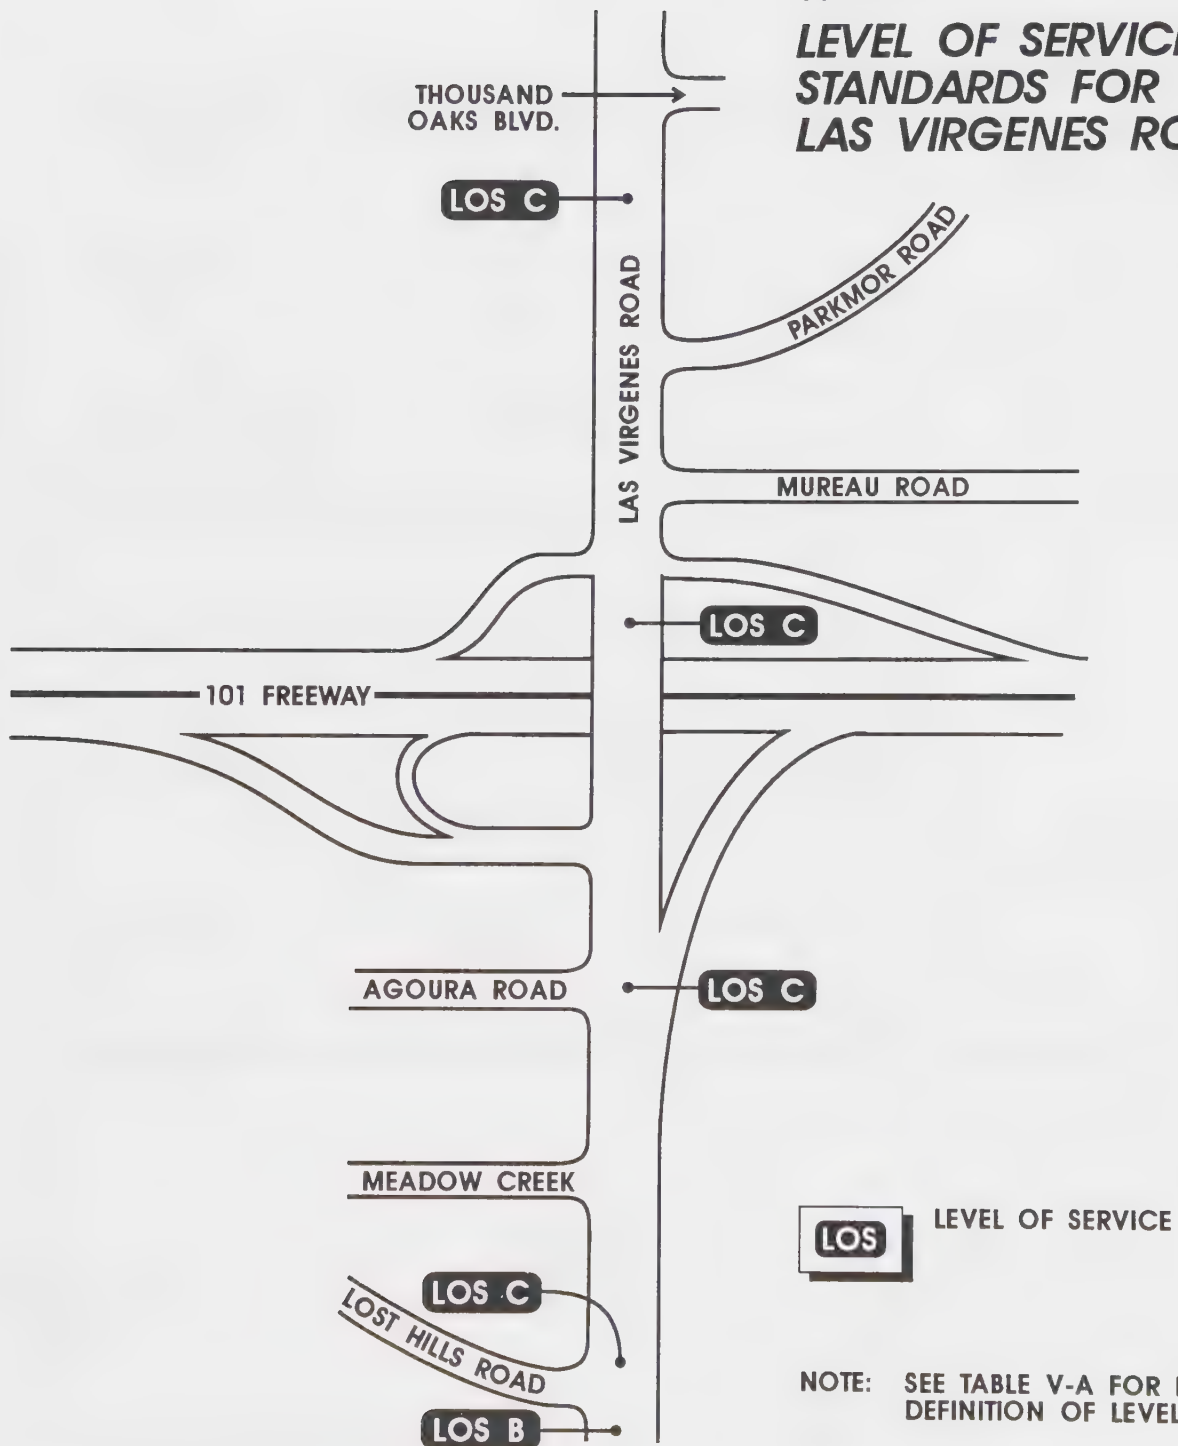 LEVEL OF SERVICE
STANDARDS FOR
LAS VIRGENES
THOUSAND
OAKS BLVD.
LOS C
PARKMOR ROAD
LAS VIRGENES ROAD
MUREAU ROAD
LOS C
101 FREEWAY
AGOURA ROAD
LOS C
MEADOW CREEK
LOS
LEVEL OF SERVICE
LOS C
LOST HILLS ROAD
NOTE: SEE TABLE V-A FOR
DEFINITION OF LEVEL
LOS B